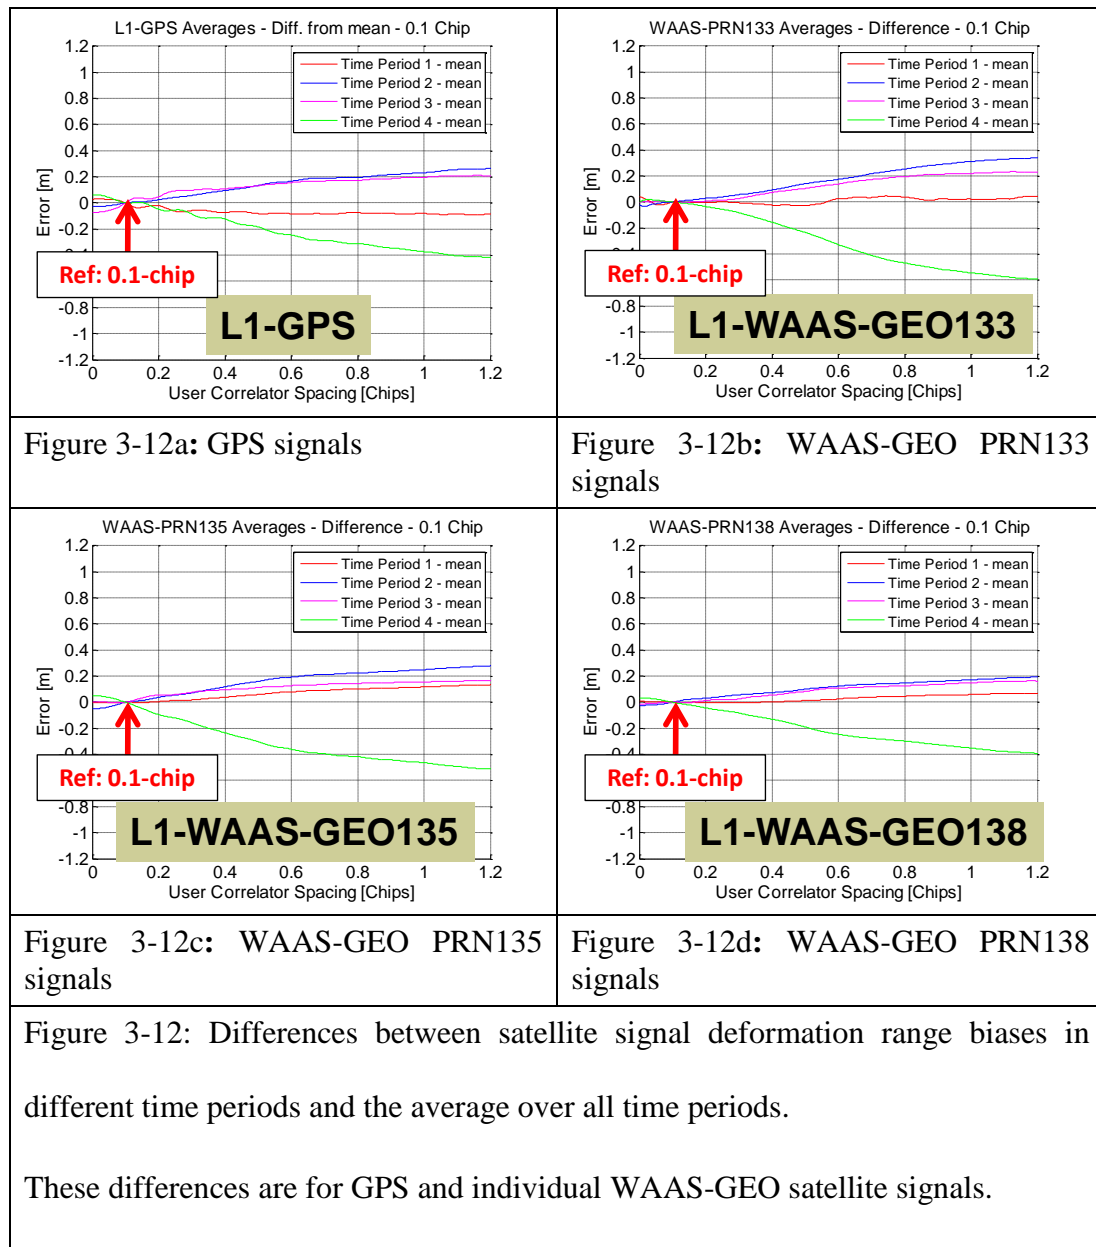 L1-GPS Averages - Diff. from mean - 0.1 Chip
1.2
1
0.8
0.6
0.4
0.2
0
-0.2
-0.8
-1
-1.2
Error [m]
Time Period 1 - mean
Time Period 2 - mean
Time Period 3 - mean
Time Period 4 - mean
Ref: 0.1-chip
L1-GPS
0 0.2 0.4 0.6 0.8 1 1.2
User Correlator Spacing [Chips]
WAAS-PRN133 Averages - Difference - 0.1 Chip
1.2
1
0.8
0.6
0.4
0.2
0
-0.2
-0.8
-1
-1.2
Error [m]
Time Period 1 - mean
Time Period 2 - mean
Time Period 3 - mean
Time Period 4 - mean
Ref: 0.1-chip
L1-WAAS-GEO133
0 0.2 0.4 0.6 0.8 1 1.2
User Correlator Spacing [Chips]
Figure 3-12a: GPS signals
Figure 3-12b: WAAS-GEO PRN133
signals
WAAS-PRN135 Averages - Difference - 0.1 Chip
1.2
1
0.8
0.6
0.4
0.2
0
-0.2
-0.8
-1
-1.2
Error [m]
Time Period 1 - mean
Time Period 2 - mean
Time Period 3 - mean
Time Period 4 - mean
Ref: 0.1-chip
L1-WAAS-GEO135
0 0.2 0.4 0.6 0.8 1 1.2
User Correlator Spacing [Chips]
WAAS-PRN138 Averages - Difference - 0.1 Chip
1.2
1
0.8
0.6
0.4
0.2
0
-0.2
-0.8
-1
-1.2
Error [m]
Time Period 1 - mean
Time Period 2 - mean
Time Period 3 - mean
Time Period 4 - mean
Ref: 0.1-chip
L1-WAAS-GEO138
0 0.2 0.4 0.6 0.8 1 1.2
User Correlator Spacing [Chips]
Figure 3-12c: WAAS-GEO PRN135
signals
Figure 3-12d: WAAS-GEO PRN138
signals
Figure 3-12: Differences between satellite signal deformation range biases in
different time periods and the average over all time periods.
These differences are for GPS and individual WAAS-GEO satellite signals.